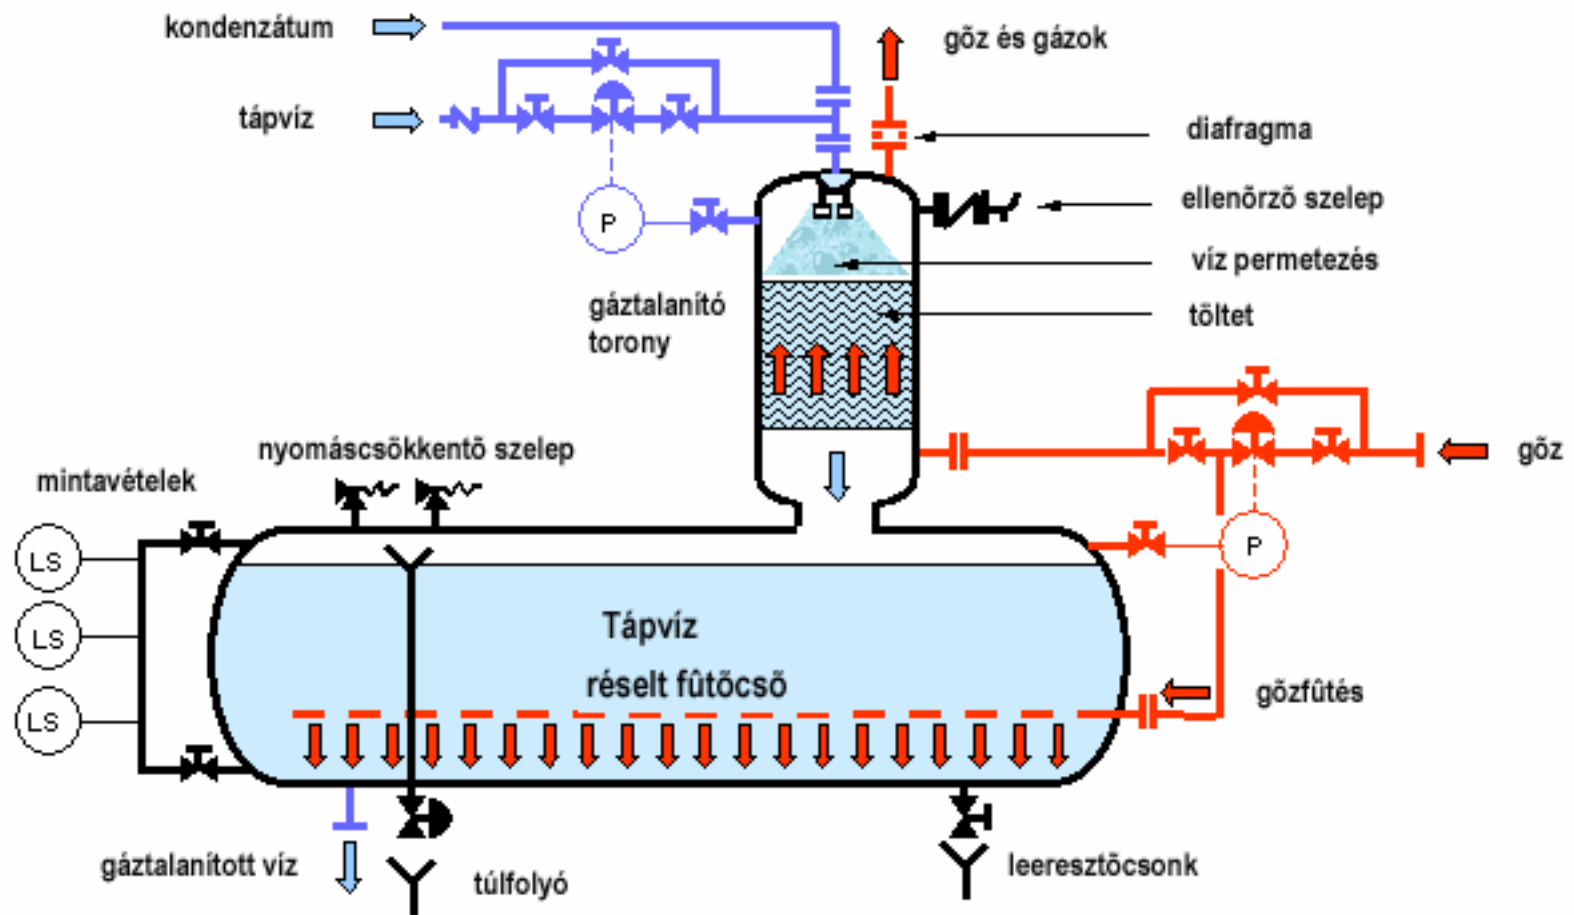 kondenzátum
gõz és gázok
tápvíz
diafragma
ellenõrzõ szelep
P
víz permetezés
gáztalanító
torony
töltet
nyomáscsõkkentõ szelep
gõz
mintavételek
LS
P
LS
Tápvíz
réselt fûtõcsõ
gõzfûtés
LS
gáztalanított víz
túlfolyó
leeresztõcsonk